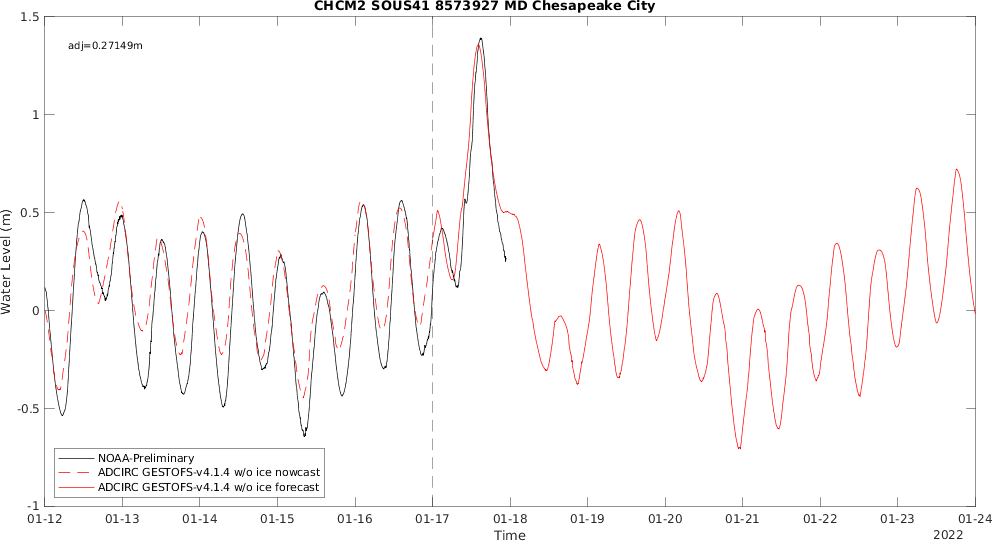 CHCM2 SOUS41 8573927 MD Chesapeake City
adj=0.27149m
Water Level (m)
1.5
1
0.5
0
-0.5
-1
NOAA-Preliminary
ADCIRC GESTOFS-v4.1.4 w/o ice nowcast
ADCIRC GESTOFS-v4.1.4 w/o ice forecast
01-12 01-13 01-14 01-15 01-16 01-17 01-18 01-19 01-20 01-21 01-22 01-23 01-24
Time
2022